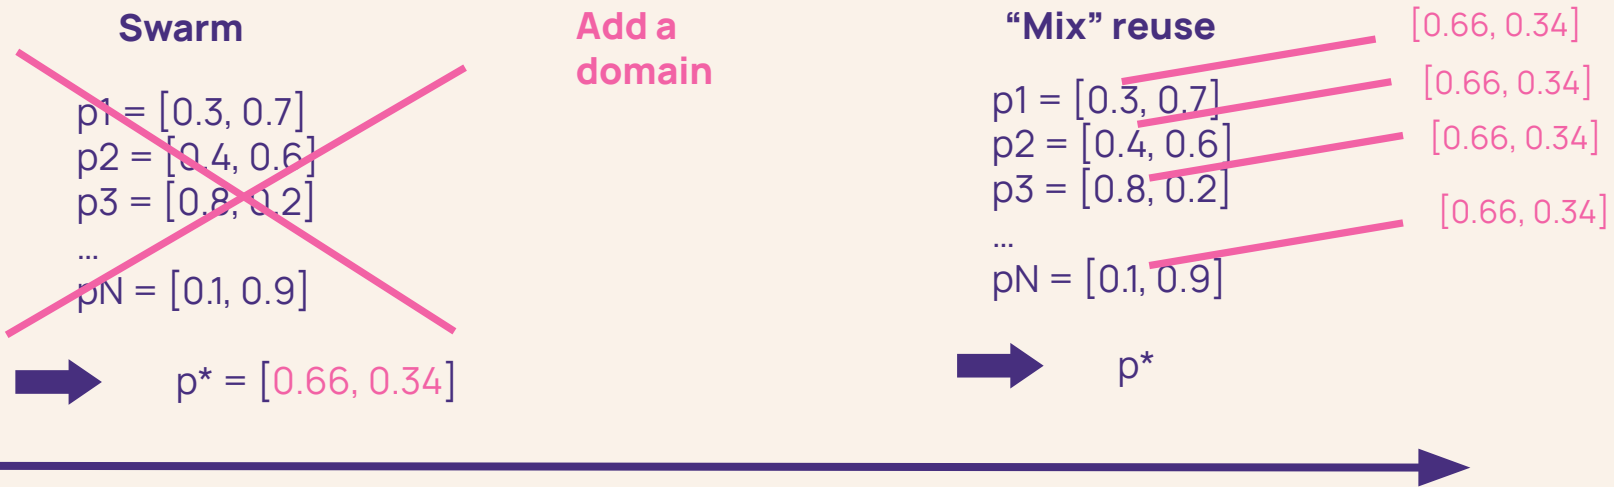 Swarm
p1 = [0.3, 0.7]
p2 = [0.4, 0.6]
p3 = [0.8, 0.2]
...
pN = [0.1, 0.9]
p* = [0.66, 0.34]
Add a
domain
“Mix” reuse
p1 = [0.3, 0.7]
p2 = [0.4, 0.6]
p3 = [0.8, 0.2]
...
pN = [0.1, 0.9]
p*
[0.66, 0.34]
[0.66, 0.34]
[0.66, 0.34]
[0.66, 0.34]